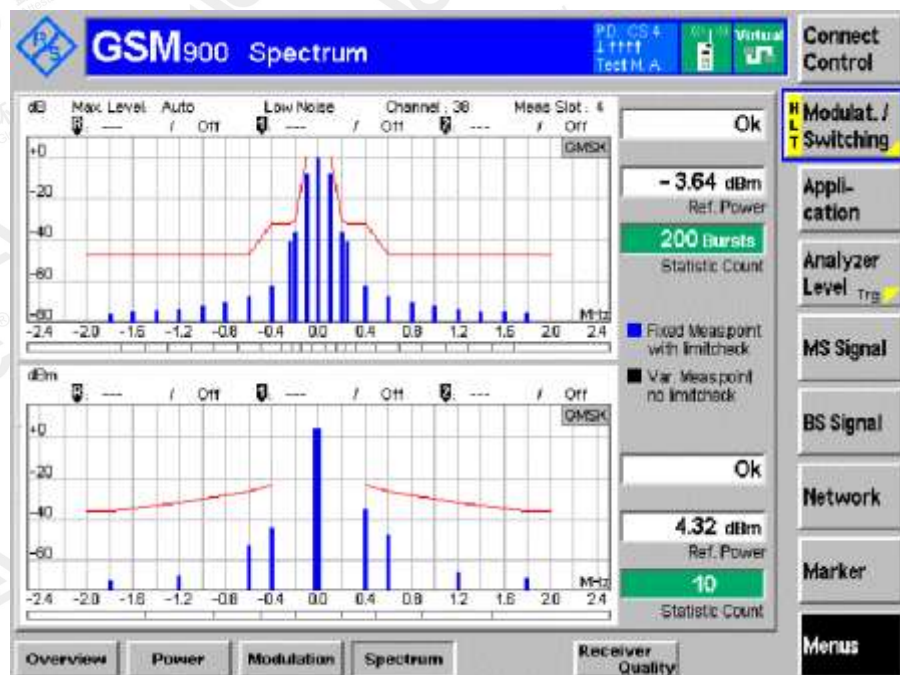 R&S
GSM900 Spectrum
PD. CS4
Test M. A.
Virtual
Connect Control
dB Max. Level: Auto Low Noise Channel: 38 Meas Slot: 4
R: --- / Off 1: --- / Off 2: --- / Off
GMSK
+0
-20
-40
-60
-80
MHz
-2.4 -2.0 -1.6 -1.2 -0.8 -0.4 0.0 0.4 0.8 1.2 1.6 2.0 2.4
dBm
R: --- / Off 1: --- / Off 2: --- / Off
GMSK
+0
-20
-40
-60
MHz
-2.4 -2.0 -1.6 -1.2 -0.8 -0.4 0.0 0.4 0.8 1.2 1.6 2.0 2.4
Ok
- 3.64 dBm
Ref. Power
200 Bursts
Statistic Count
Fixed Measpoint
with limitcheck
Var. Measpoint
no limitcheck
Ok
4.32 dBm
Ref. Power
10
Statistic Count
HLT
Modulat. /
Switching
Appli-
cation
Analyzer
Level Trg
MS Signal
BS Signal
Network
Marker
Menus
Overview Power Modulation Spectrum Receiver
Quality